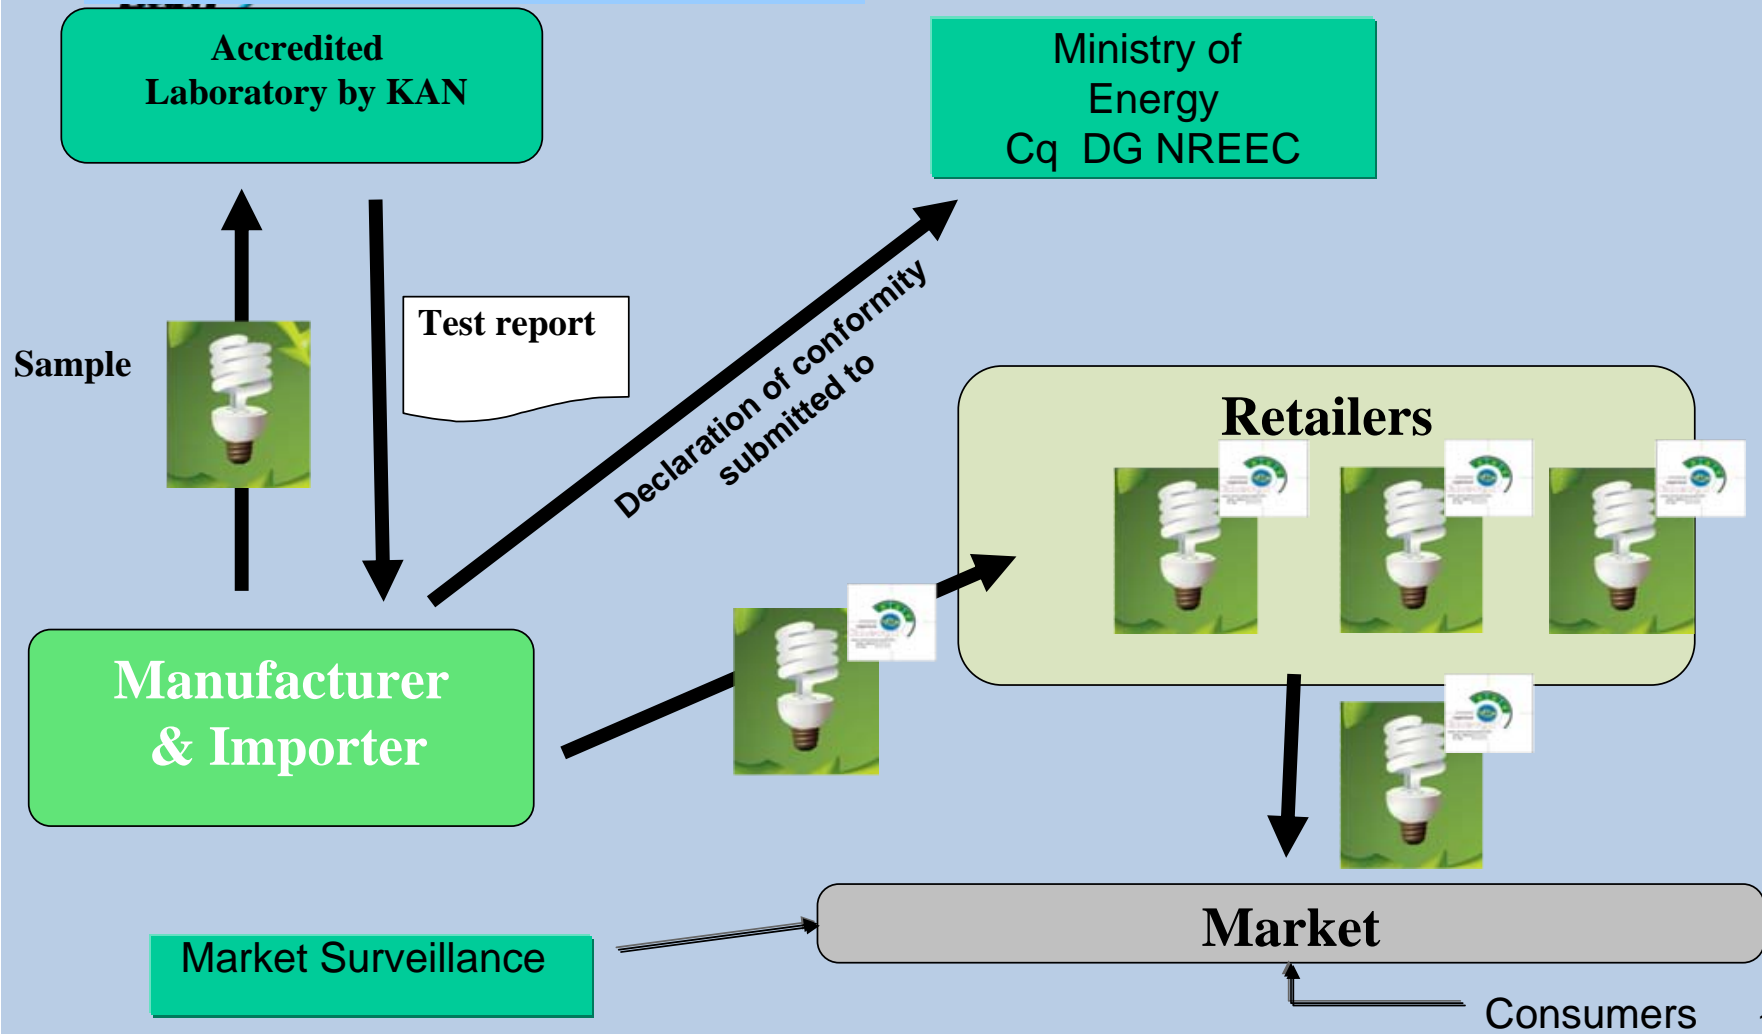 Accredited
Laboratory by KAN
Ministry of
Energy
Cq DG NREEC
Sample
Test report
Declaration of conformity
submitted to
Retailers
Manufacturer
& Importer
Market
Market Surveillance
Consumers